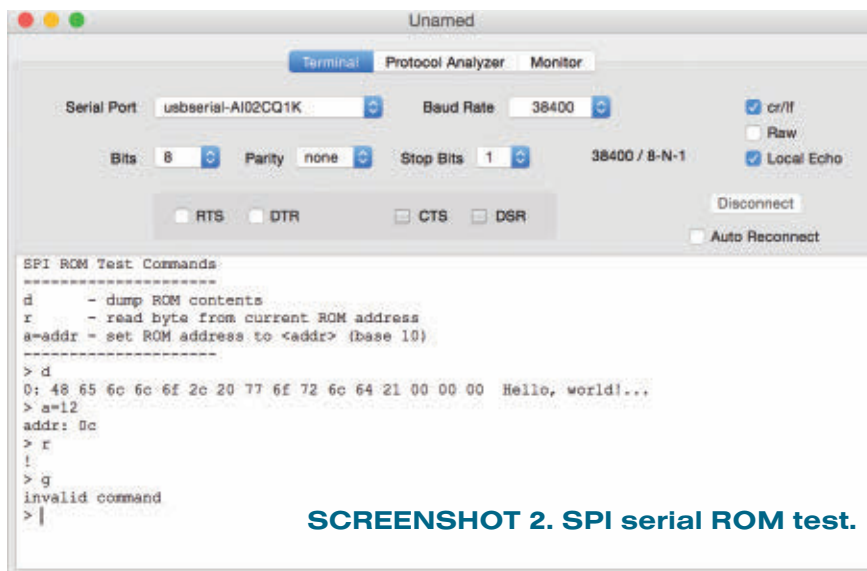 Unamed
Terminal Protocol Analyzer Monitor
Serial Port usbserial-AI02CQ1K Baud Rate 38400 cr/lf
Raw
Bits 8 Parity none Stop Bits 1 38400 / 8-N-1 Local Echo
Disconnect
RTS DTR CTS DSR
Auto Reconnect
SPI ROM Test Commands
----------------------
d - dump ROM contents
r - read byte from current ROM address
a=addr - set ROM address to <addr> (base 10)
----------------------
> d
0: 48 65 6c 6c 6f 2c 20 77 6f 72 6c 64 21 00 00 00 Hello, world!...
> a=12
addr: 0c
> r
!
> g
invalid command
>
SCREENSHOT 2. SPI serial ROM test.